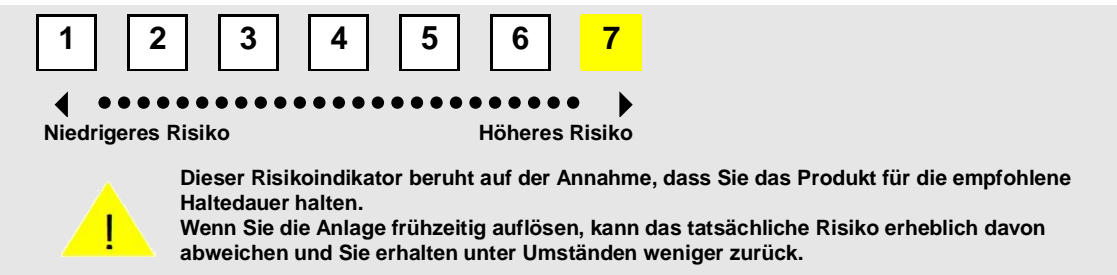 1 2 3 4 5 6 7
Niedrigeres Risiko Höheres Risiko
Dieser Risikoindikator beruht auf der Annahme, dass Sie das Produkt für die empfohlene
Haltedauer halten.
Wenn Sie die Anlage frühzeitig auflösen, kann das tatsächliche Risiko erheblich davon
abweichen und Sie erhalten unter Umständen weniger zurück.
!